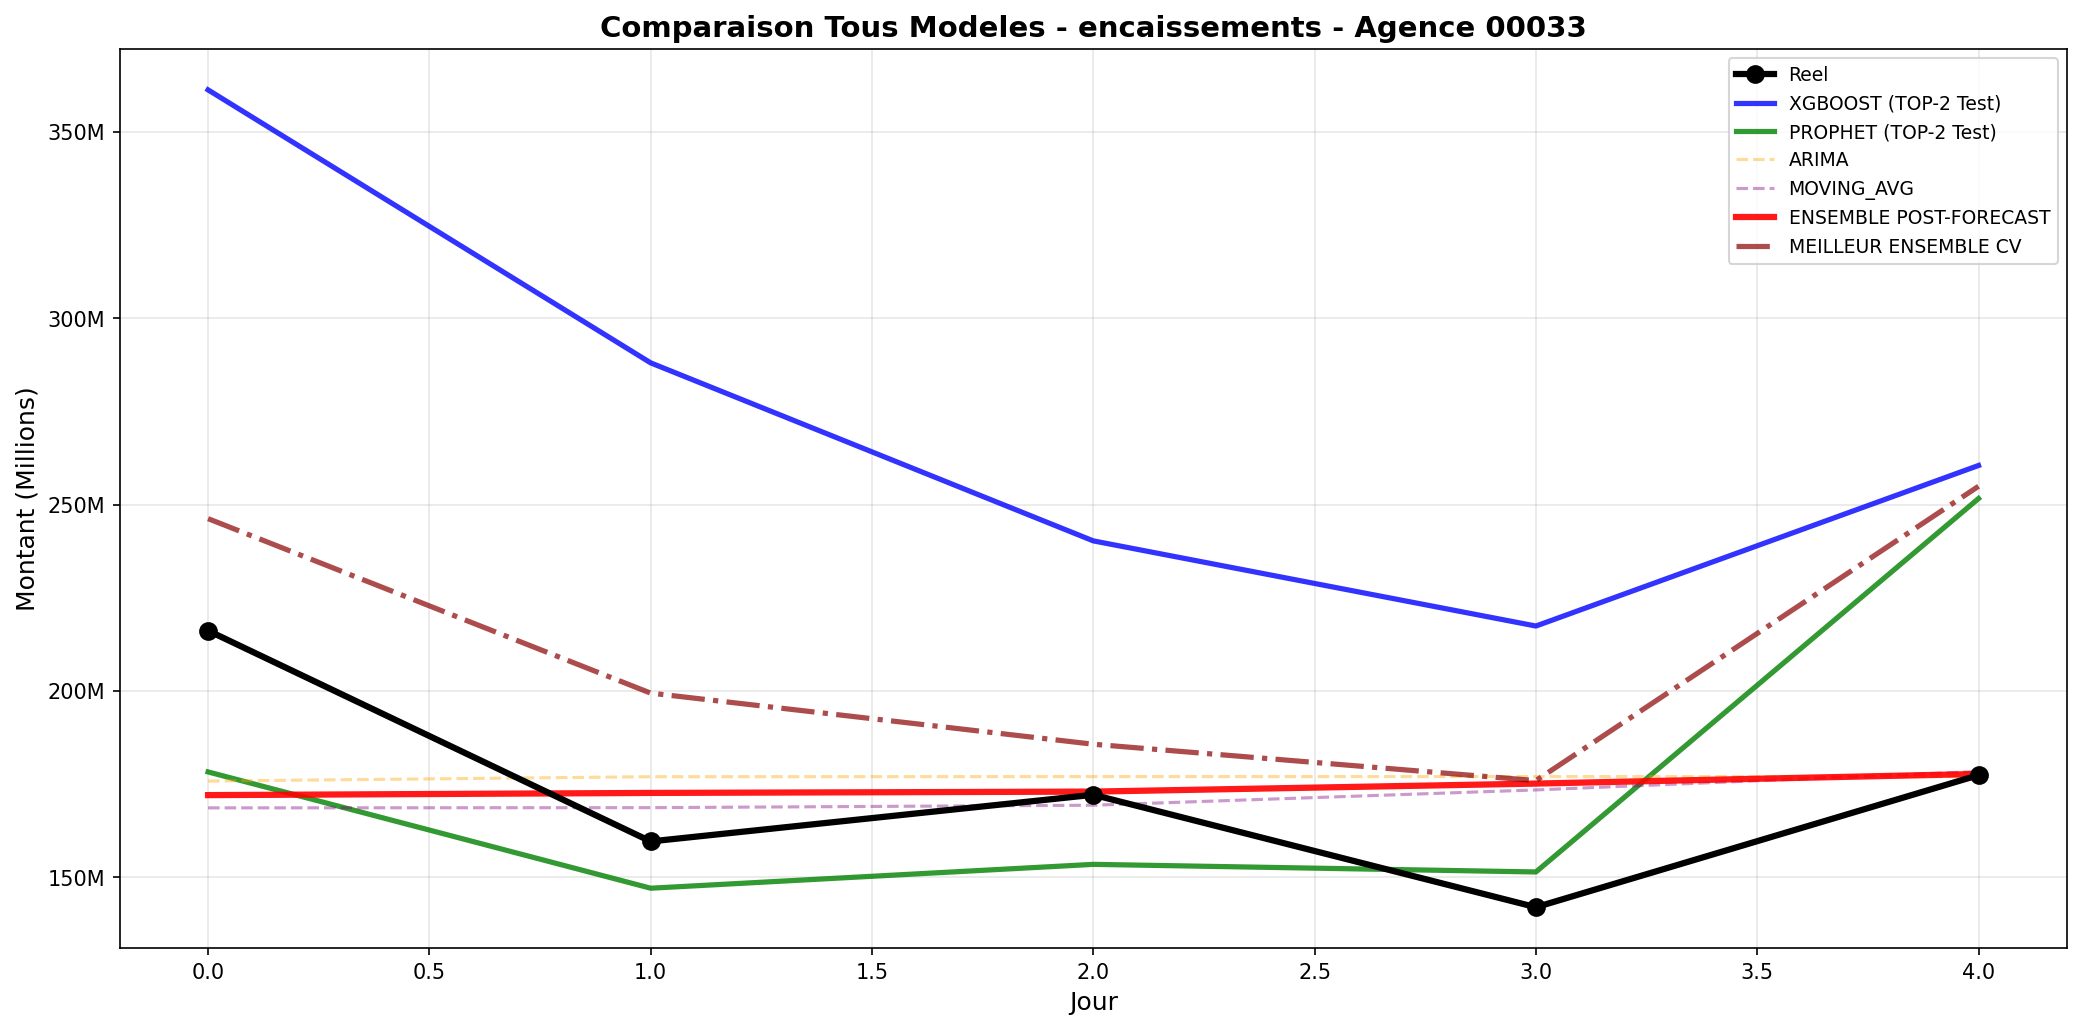 Comparaison Tous Modeles - encaissements - Agence 00033
Reel
XGBOOST (TOP-2 Test)
PROPHET (TOP-2 Test)
ARIMA
MOVING_AVG
ENSEMBLE POST-FORECAST
MEILLEUR ENSEMBLE CV
Montant (Millions)
350M
300M
250M
200M
150M
0.0 0.5 1.0 1.5 2.0 2.5 3.0 3.5 4.0
Jour